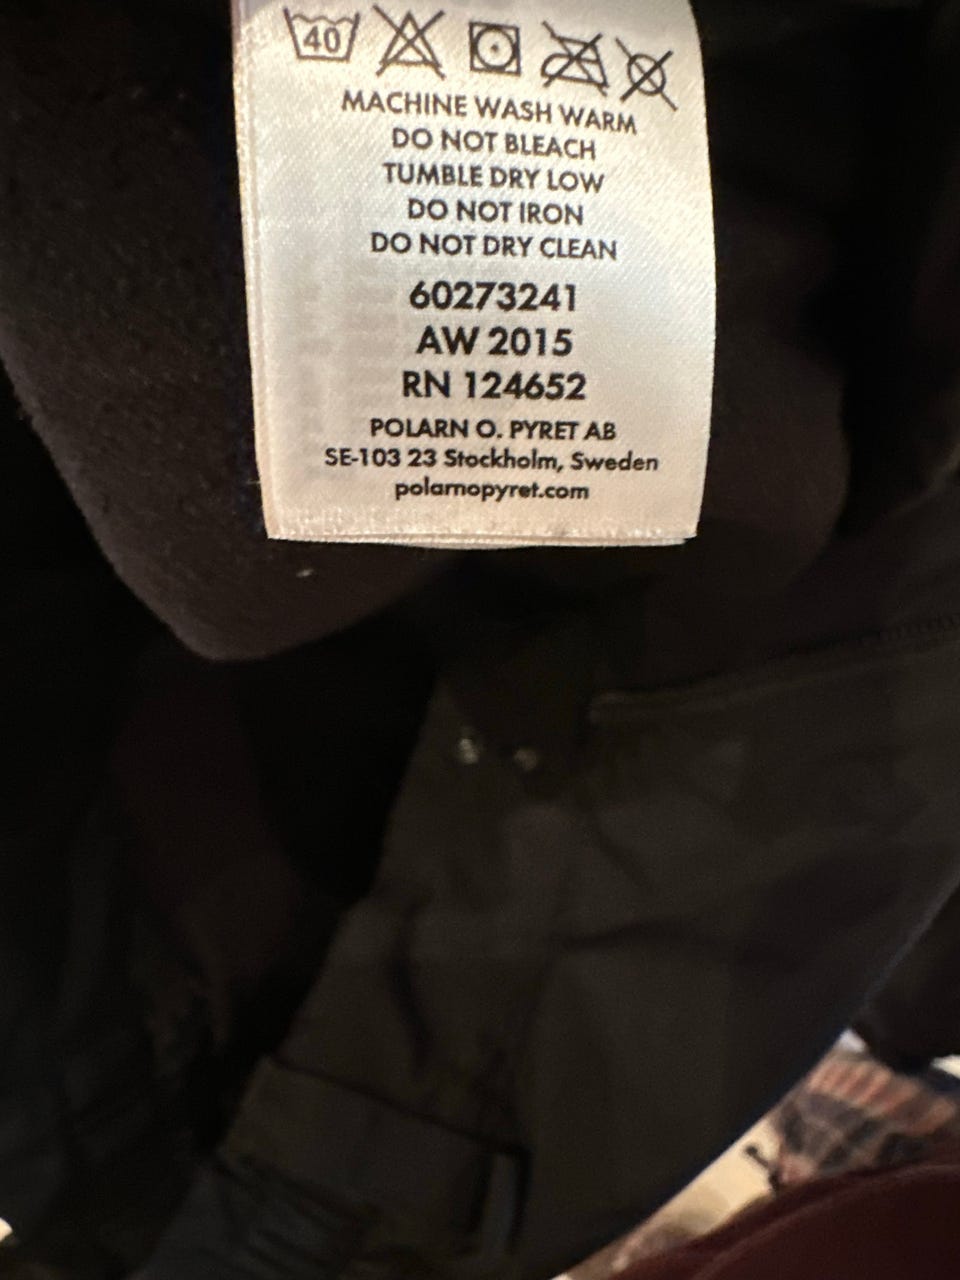 40
MACHINE WASH WARM
DO NOT BLEACH
TUMBLE DRY LOW
DO NOT IRON
DO NOT DRY CLEAN
60273241
AW 2015
RN 124652
POLARN O. PYRET AB
SE-103 23 Stockholm, Sweden
polarnopyret.com